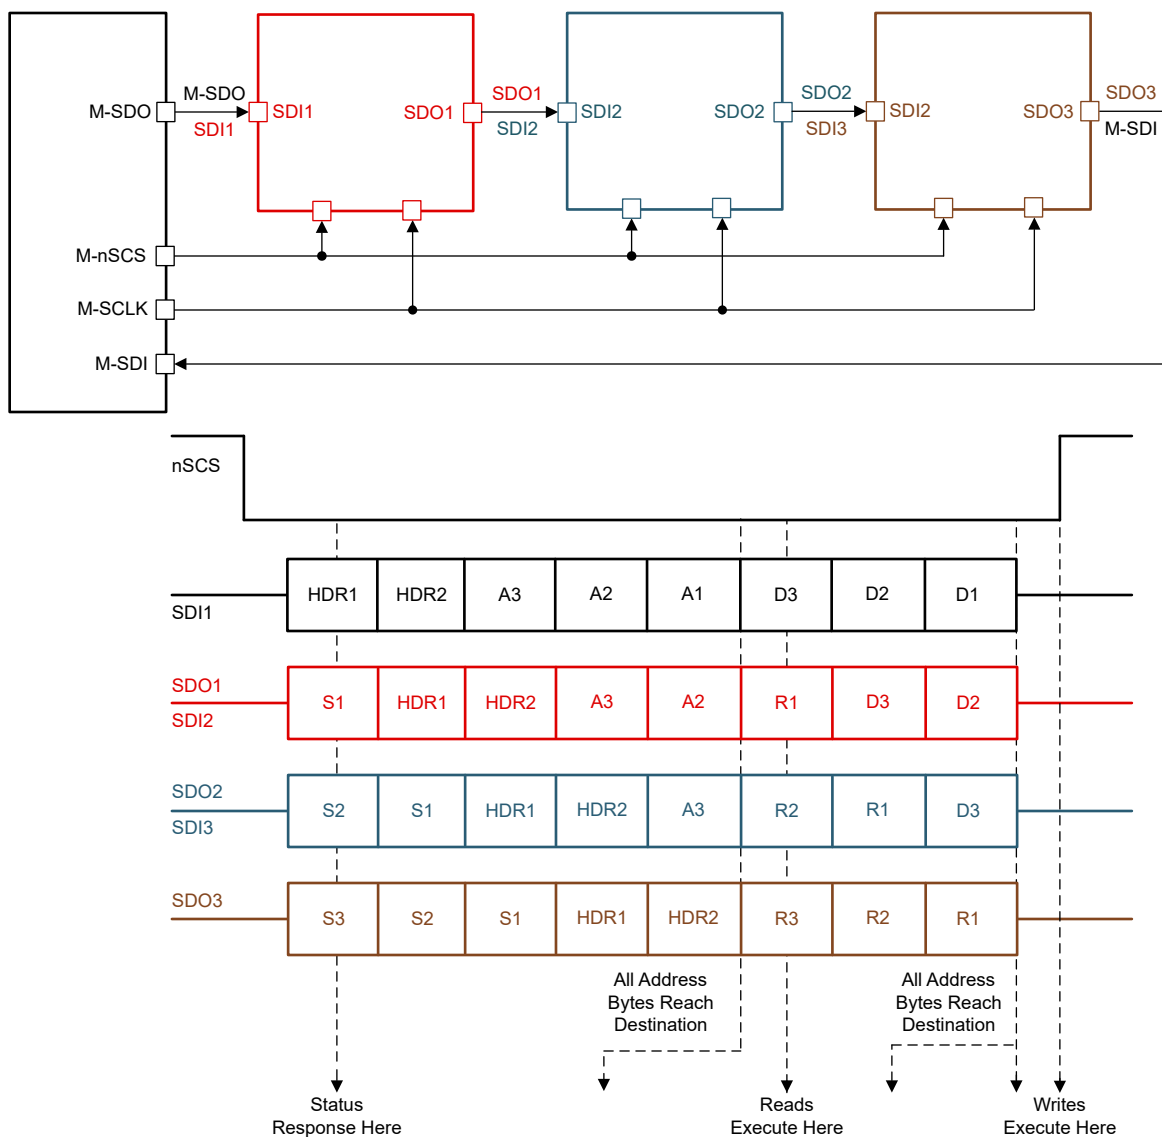 M-SDO
M-SDO
SDI1
SDI1
SDO1
SDO1
SDI2
SDI2
SDO2
SDO2
SDI3
SDI2
SDO3
SDO3
M-SDI
M-nSCS
M-SCLK
M-SDI
nSCS
SDI1
HDR1 HDR2 A3 A2 A1 D3 D2 D1
SDO1
SDI2
S1 HDR1 HDR2 A3 A2 R1 D3 D2
SDO2
SDI3
S2 S1 HDR1 HDR2 A3 R2 R1 D3
SDO3
S3 S2 S1 HDR1 HDR2 R3 R2 R1
All Address
Bytes Reach
Destination
All Address
Bytes Reach
Destination
Status
Response Here
Reads
Execute Here
Writes
Execute Here